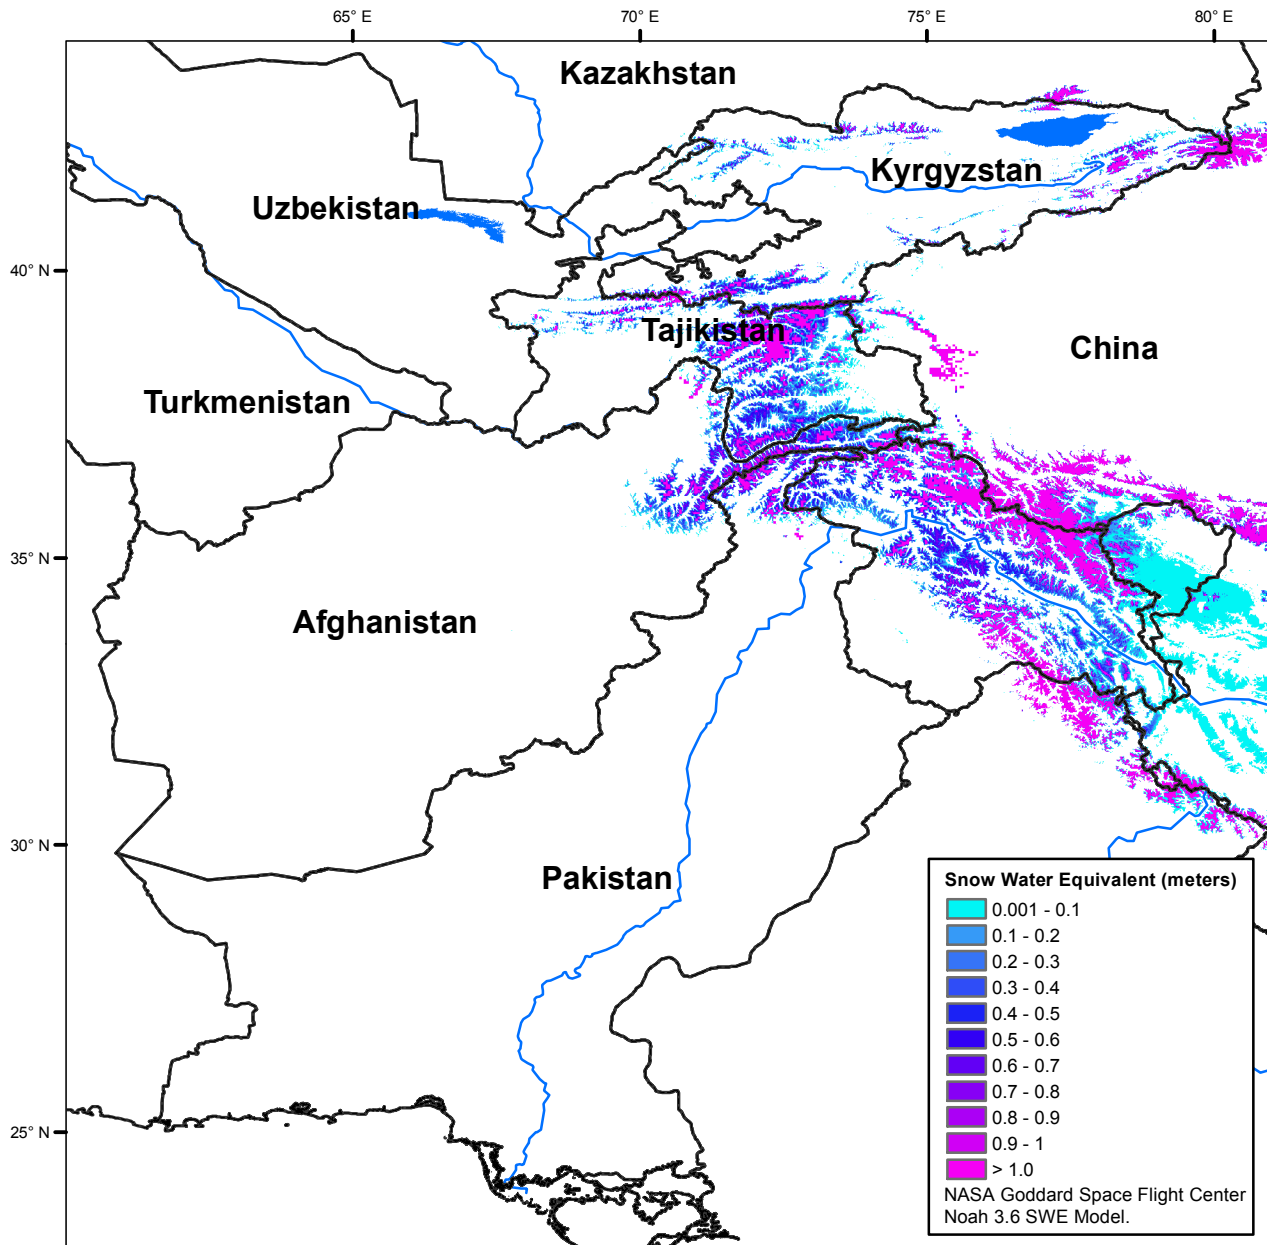 65° E
70° E
75° E
80° E
Kazakhstan
Kyrgyzstan
Uzbekistan
40° N
Tajikistan
China
Turkmenistan
35° N
Afghanistan
30° N
Pakistan
25° N
Snow Water Equivalent (meters)
0.001 - 0.1
0.1 - 0.2
0.2 - 0.3
0.3 - 0.4
0.4 - 0.5
0.5 - 0.6
0.6 - 0.7
0.7 - 0.8
0.8 - 0.9
0.9 - 1
> 1.0
NASA Goddard Space Flight Center
Noah 3.6 SWE Model.